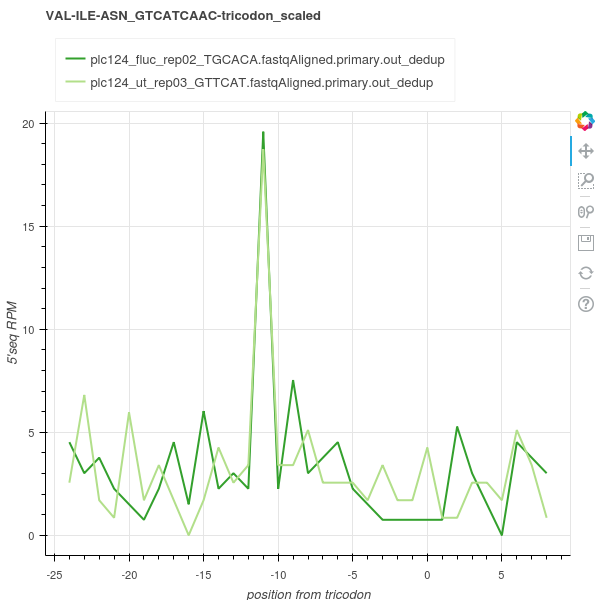 VAL-ILE-ASN_GTCATCAAC-tricodon_scaled
plc124_fluc_rep02_TGCACA.fastqAligned.primary.out_dedup
plc124_ut_rep03_GTTCAT.fastqAligned.primary.out_dedup
20
15
10
5
0
5'seq RPM
-25 -20 -15 -10 -5 0 5
position from tricodon